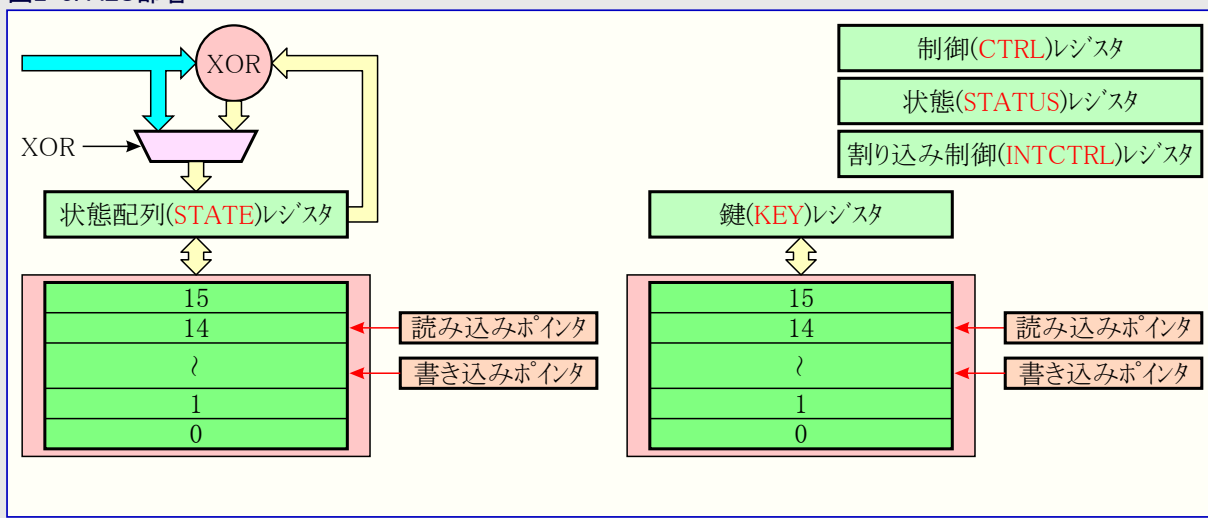 XOR
XOR
状態配列(STATE)ﾚｼﾞｽﾀ
15
14
~
1
0
読み込みﾎﾟｲﾝﾀ
書き込みﾎﾟｲﾝﾀ
制御(CTRL)ﾚｼﾞｽﾀ
状態(STATUS)ﾚｼﾞｽﾀ
割り込み制御(INTCTRL)ﾚｼﾞｽﾀ
鍵(KEY)ﾚｼﾞｽﾀ
15
14
~
1
0
読み込みﾎﾟｲﾝﾀ
書き込みﾎﾟｲﾝﾀ